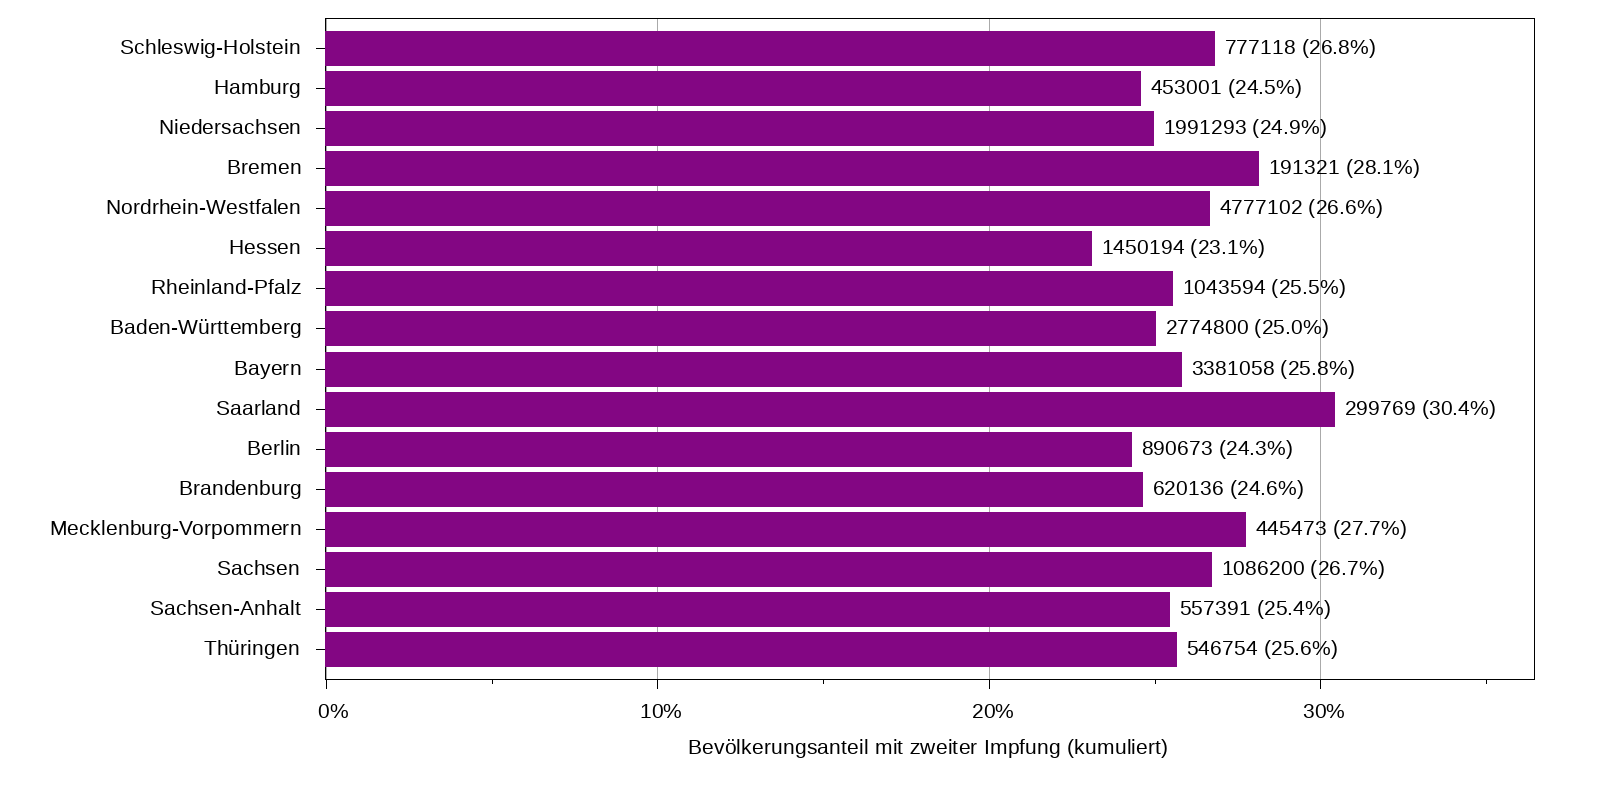 Schleswig-Holstein 777118 (26.8%)
Hamburg 453001 (24.5%)
Niedersachsen 1991293 (24.9%)
Bremen 191321 (28.1%)
Nordrhein-Westfalen 4777102 (26.6%)
Hessen 1450194 (23.1%)
Rheinland-Pfalz 1043594 (25.5%)
Baden-Württemberg 2774800 (25.0%)
Bayern 3381058 (25.8%)
Saarland 299769 (30.4%)
Berlin 890673 (24.3%)
Brandenburg 620136 (24.6%)
Mecklenburg-Vorpommern 445473 (27.7%)
Sachsen 1086200 (26.7%)
Sachsen-Anhalt 557391 (25.4%)
Thüringen 546754 (25.6%)
0% 10% 20% 30%
Bevölkerungsanteil mit zweiter Impfung (kumuliert)